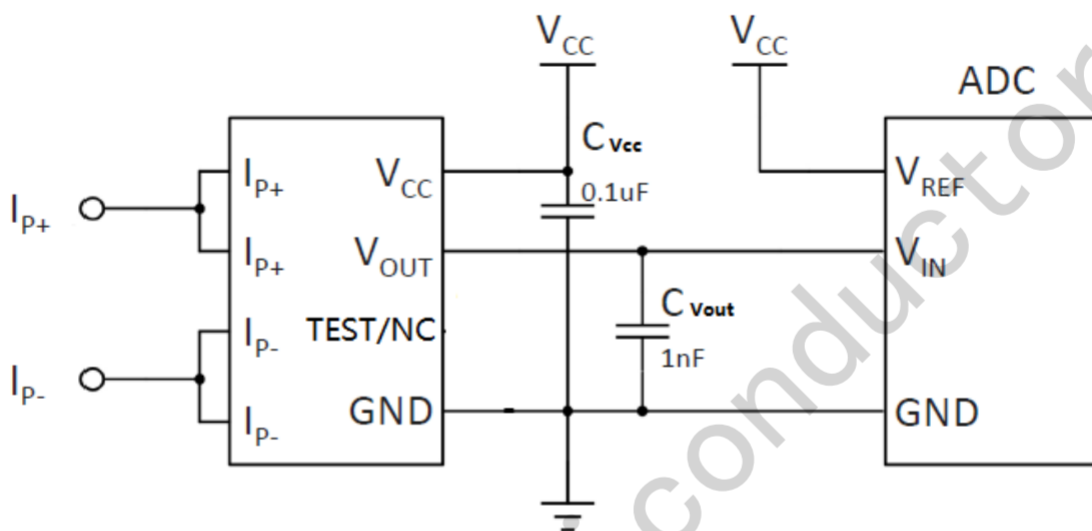 VCC
VCC
ADC
CVcc
0.1uF
IP+
IP+
IP+
VCC
VREF
VOUT
VIN
CVout
1nF
IP-
IP-
IP-
TEST/NC
GND
GND
conductor